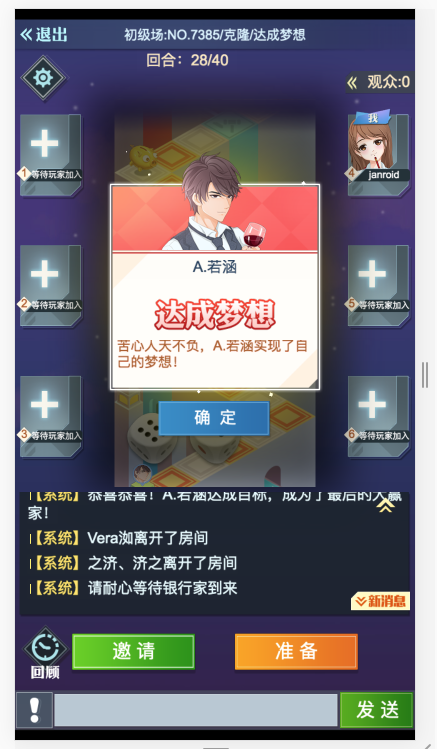 《退出
初级场:NO.7385/克隆/达成梦想
回合：28/40
《 观众:0
1 等待玩家加入
我
4 janroid
A.若涵
达成梦想
苦心人天不负，A.若涵实现了自
己的梦想！
确 定
2 等待玩家加入
5 等待玩家加入
3 等待玩家加入
6 等待玩家加入
【系统】恭喜恭喜！A.若涵达成目标，成为了最后的大赢
家！
【系统】Vera洳离开了房间
【系统】之济、济之离开了房间
【系统】请耐心等待银行家到来
新消息
回顾
邀 请
准 备
!
发 送